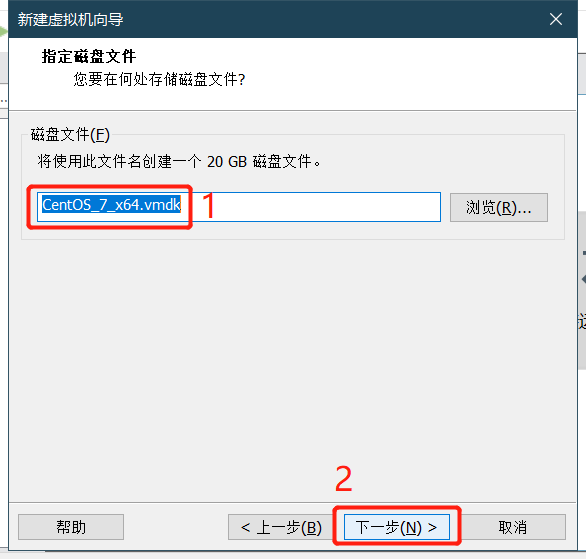 新建虚拟机向导
指定磁盘文件
您要在何处存储磁盘文件?
磁盘文件(F)
将使用此文件名创建一个 20 GB 磁盘文件。
CentOS_7_x64.vmdk 1 浏览(R)...
2
帮助 < 上一步(B) 下一步(N) > 取消